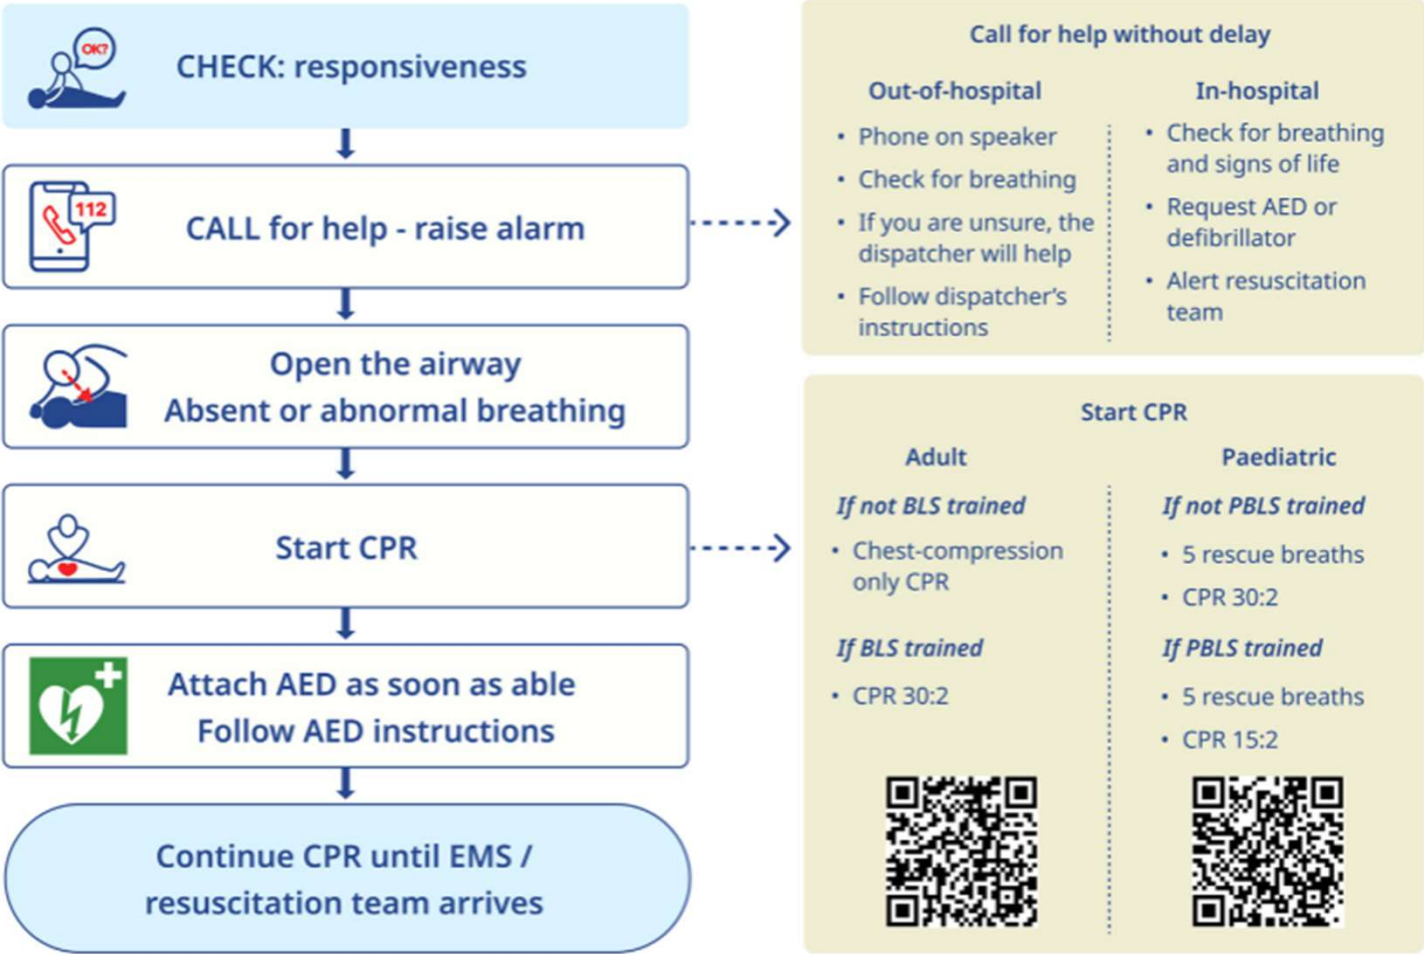 OK?
CHECK: responsiveness
112
CALL for help - raise alarm
Open the airway
Absent or abnormal breathing
Start CPR
Attach AED as soon as able
Follow AED instructions
Continue CPR until EMS /
resuscitation team arrives
Call for help without delay
Out-of-hospital
• Phone on speaker
• Check for breathing
• If you are unsure, the
dispatcher will help
• Follow dispatcher's
instructions
In-hospital
• Check for breathing
and signs of life
• Request AED or
defibrillator
• Alert resuscitation
team
Start CPR
Adult
If not BLS trained
• Chest-compression
only CPR
If BLS trained
• CPR 30:2
Paediatric
If not PBLS trained
• 5 rescue breaths
• CPR 30:2
If PBLS trained
• 5 rescue breaths
• CPR 15:2